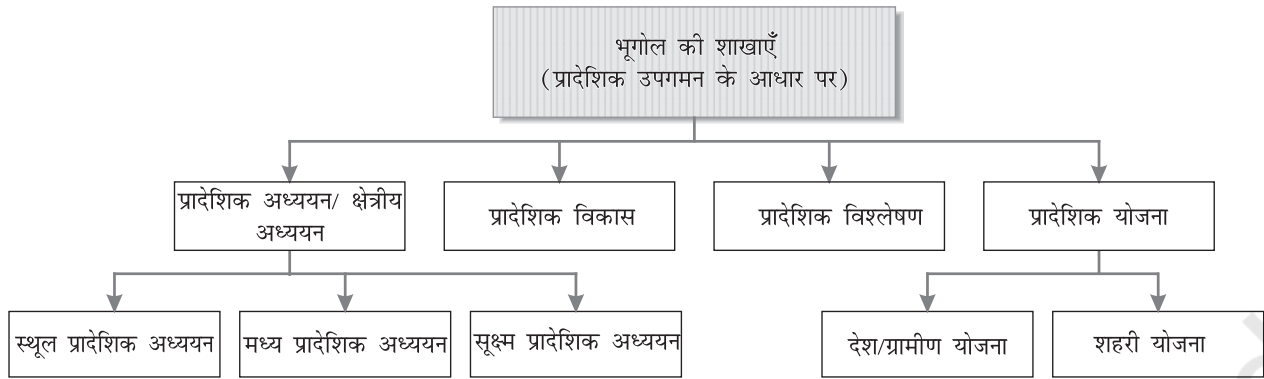 भूगोल की शाखाएँ
(प्रादेशिक उपगमन के आधार पर)
प्रादेशिक अध्ययन/ क्षेत्रीय
अध्ययन
प्रादेशिक विकास
प्रादेशिक विश्लेषण
प्रादेशिक योजना
स्थूल प्रादेशिक अध्ययन
मध्य प्रादेशिक अध्ययन
सूक्ष्म प्रादेशिक अध्ययन
देश/ग्रामीण योजना
शहरी योजना